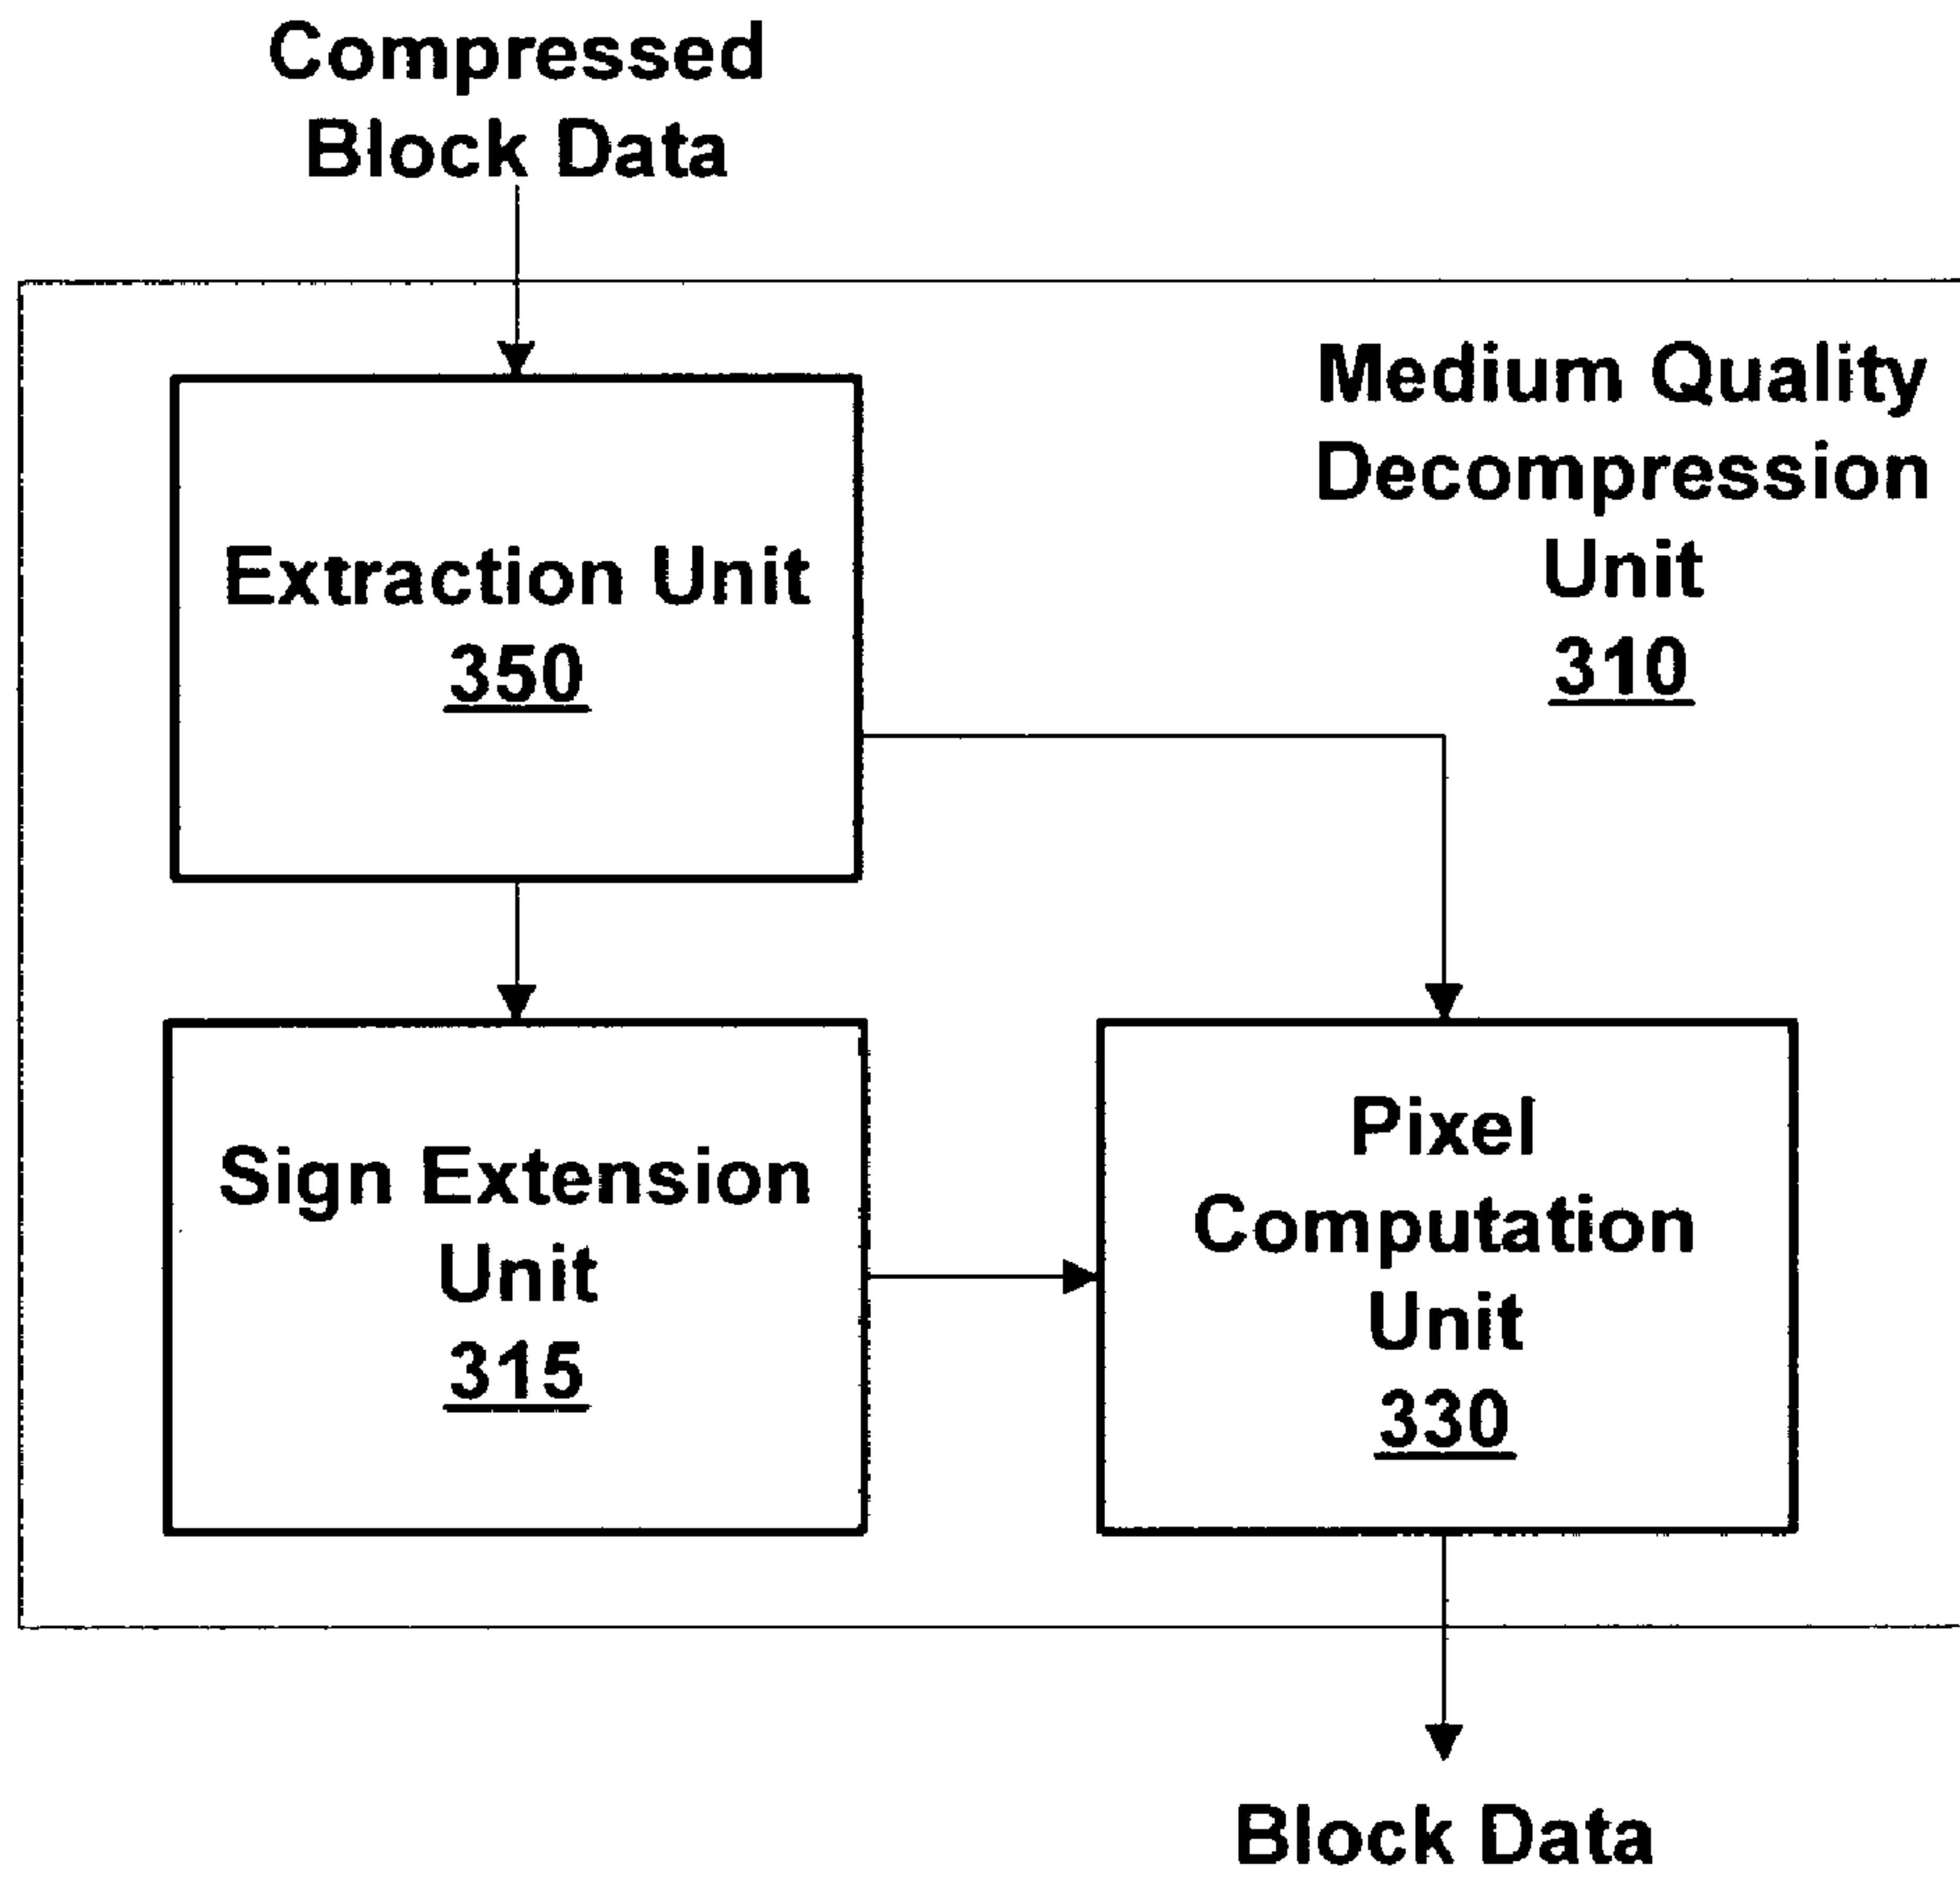 Compressed
Block Data
Medium Quality
Decompression
Unit
310
Extraction Unit
350
Sign Extension
Unit
315
Pixel
Computation
Unit
330
Block Data